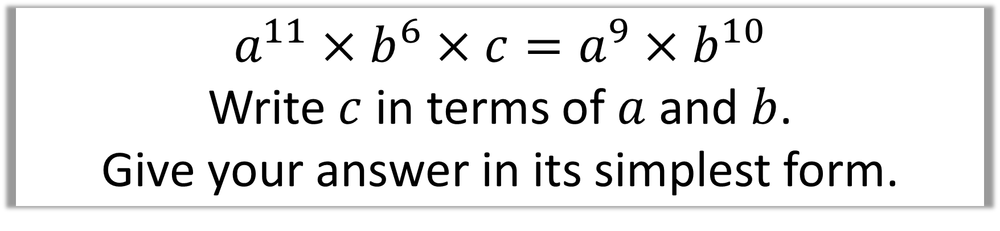 a¹¹ × b⁶ × c = a⁹ × b¹⁰
Write c in terms of a and b.
Give your answer in its simplest form.